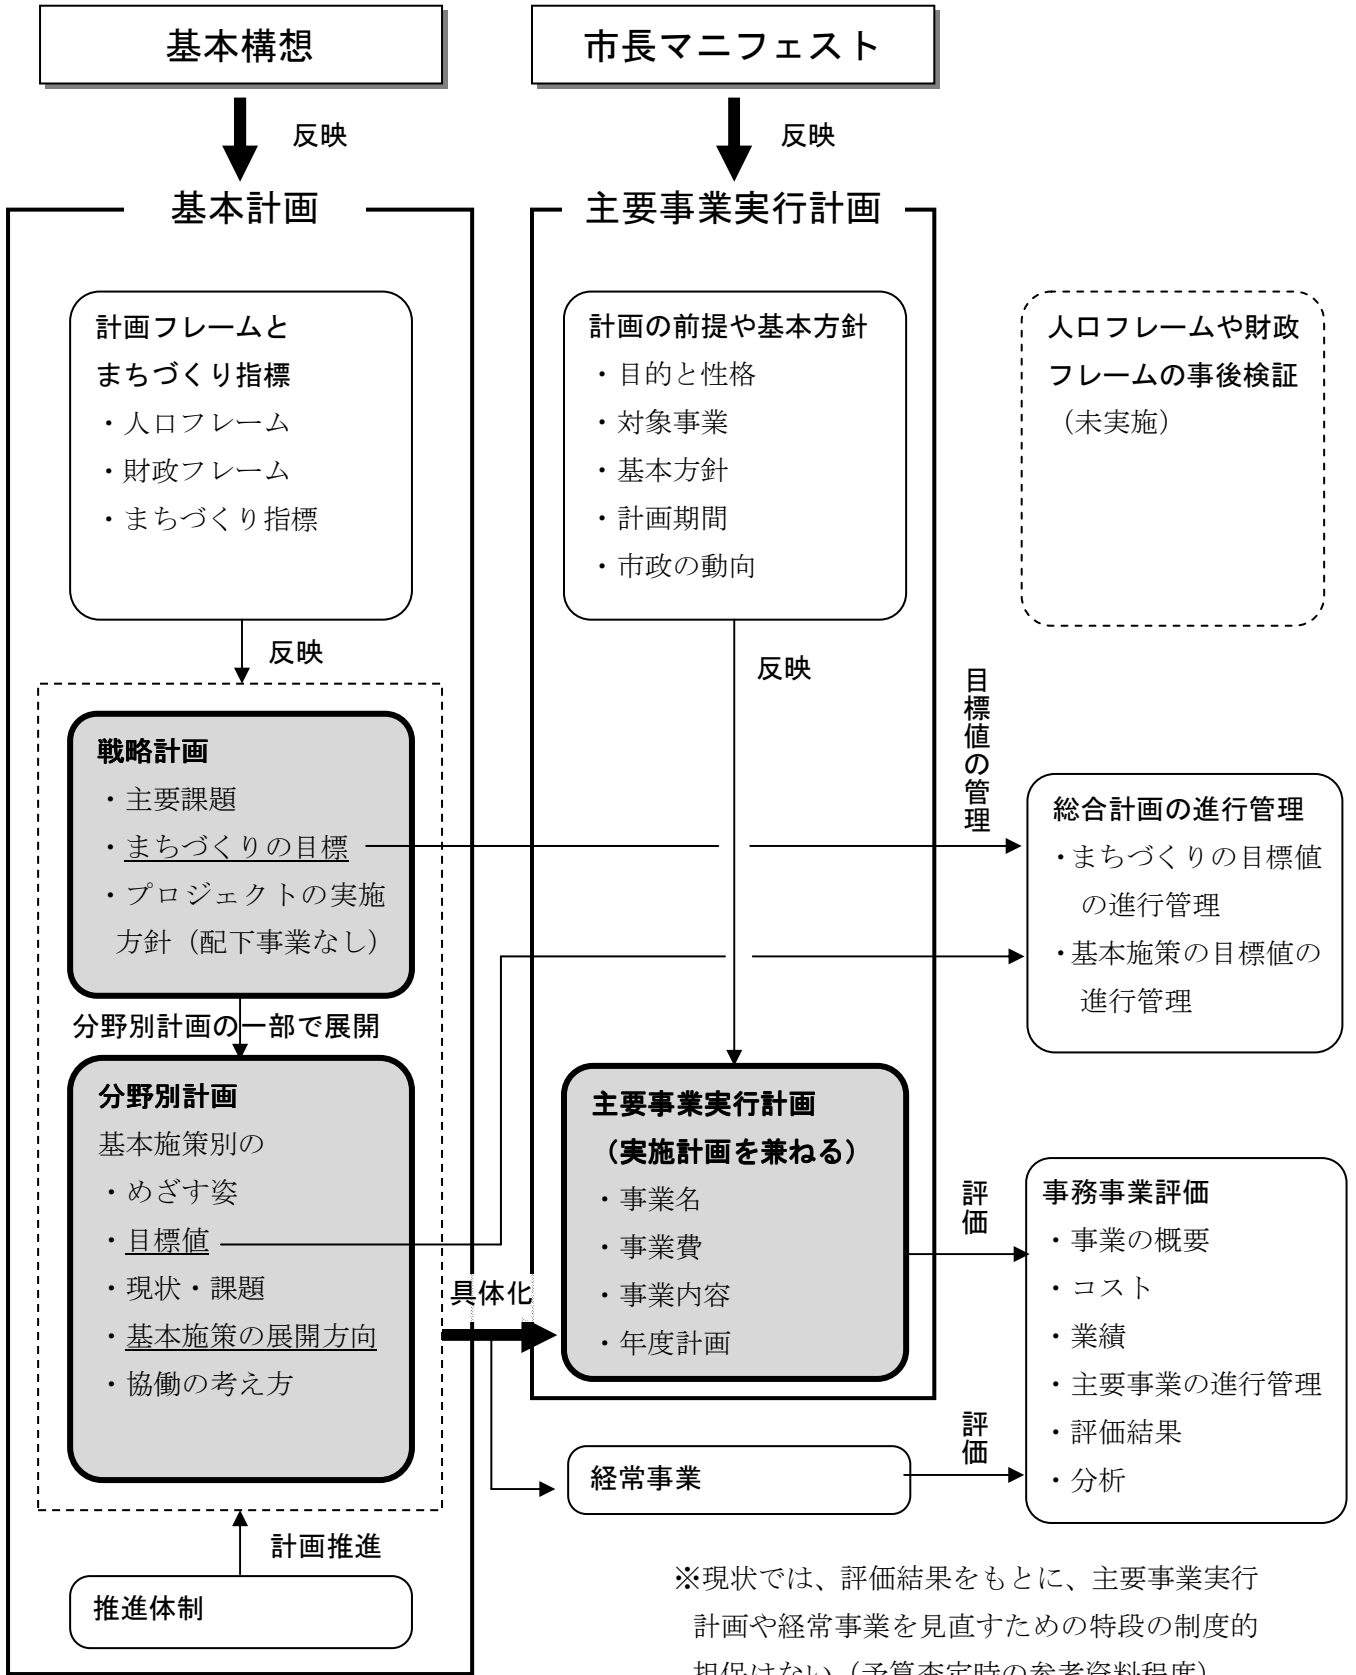 基本構想
市長マニフェスト
反映
反映
基本計画
主要事業実行計画
計画フレームと
まちづくり指標
・人口フレーム
・財政フレーム
・まちづくり指標
計画の前提や基本方針
・目的と性格
・対象事業
・基本方針
・計画期間
・市政の動向
人口フレームや財政
フレームの事後検証
（未実施）
反映
反映
目標値の管理
戦略計画
・主要課題
・まちづくりの目標
・プロジェクトの実施
方針（配下事業なし）
総合計画の進行管理
・まちづくりの目標値
の進行管理
・基本施策の目標値の
進行管理
分野別計画の一部で展開
分野別計画
基本施策別の
・めざす姿
・目標値
・現状・課題
・基本施策の展開方向
・協働の考え方
具体化
主要事業実行計画
（実施計画を兼ねる）
・事業名
・事業費
・事業内容
・年度計画
評価
事務事業評価
・事業の概要
・コスト
・業績
・主要事業の進行管理
・評価結果
・分析
評価
経常事業
計画推進
推進体制
※現状では、評価結果をもとに、主要事業実行
計画や経常事業を見直すための特段の制度的
担保はない（予算査定時の参考資料程度）